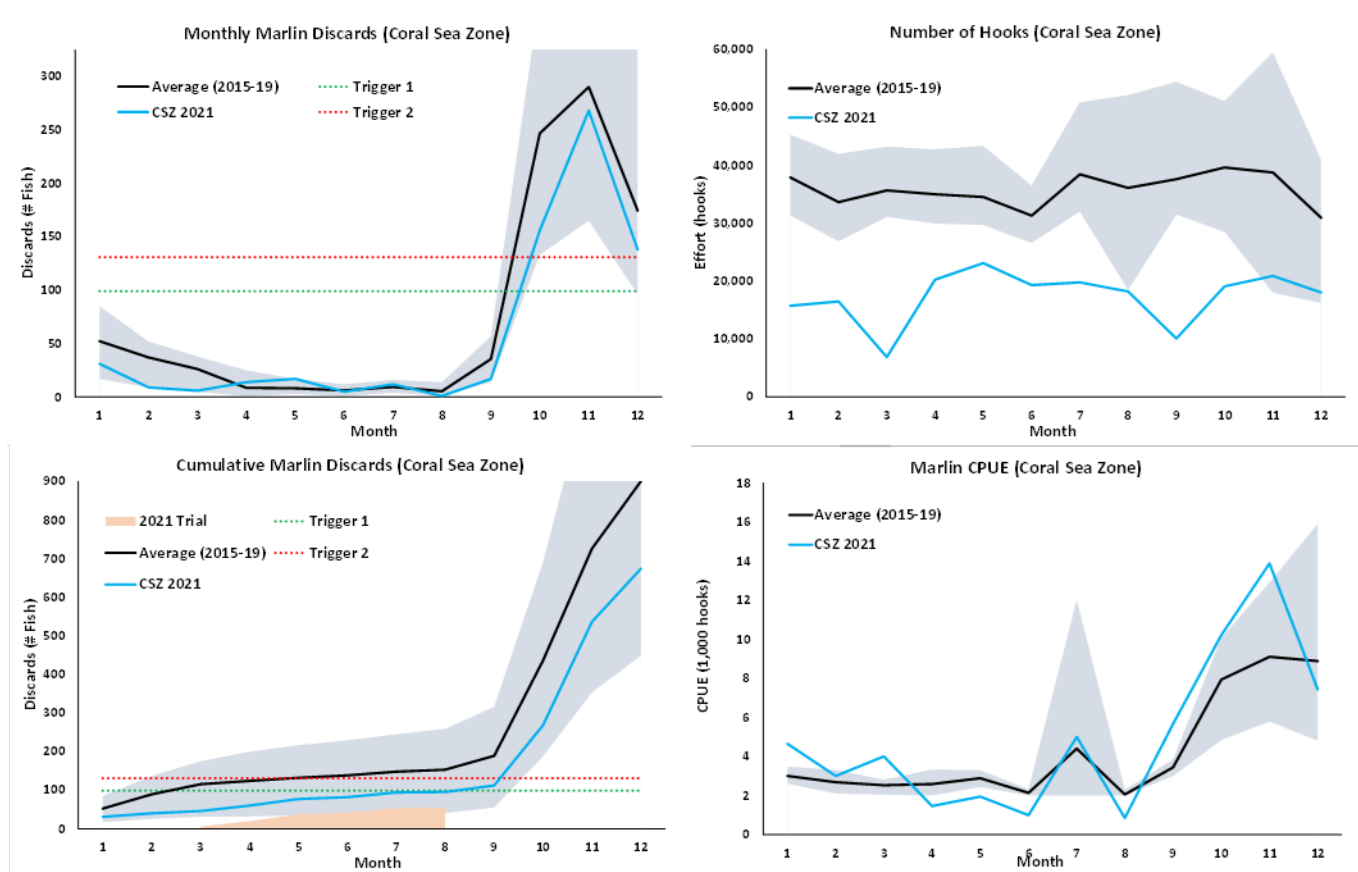 Monthly Marlin Discards (Coral Sea Zone)
300
250
200
150
100
50
0
Discards (# Fish)
Average (2015-19)
Trigger 1
CSZ 2021
Trigger 2
1 2 3 4 5 6 7 8 9 10 11 12
Month
Number of Hooks (Coral Sea Zone)
60,000
50,000
40,000
30,000
20,000
10,000
0
Effort (hooks)
Average (2015-19)
CSZ 2021
1 2 3 4 5 6 7 8 9 10 11 12
Month
Cumulative Marlin Discards (Coral Sea Zone)
900
800
700
600
500
400
300
200
100
0
Discards (# Fish)
2021 Trial
Trigger 1
Average (2015-19)
Trigger 2
CSZ 2021
1 2 3 4 5 6 7 8 9 10 11 12
Month
Marlin CPUE (Coral Sea Zone)
18
16
14
12
10
8
6
4
2
0
CPUE (1,000 hooks)
Average (2015-19)
CSZ 2021
1 2 3 4 5 6 7 8 9 10 11 12
Month